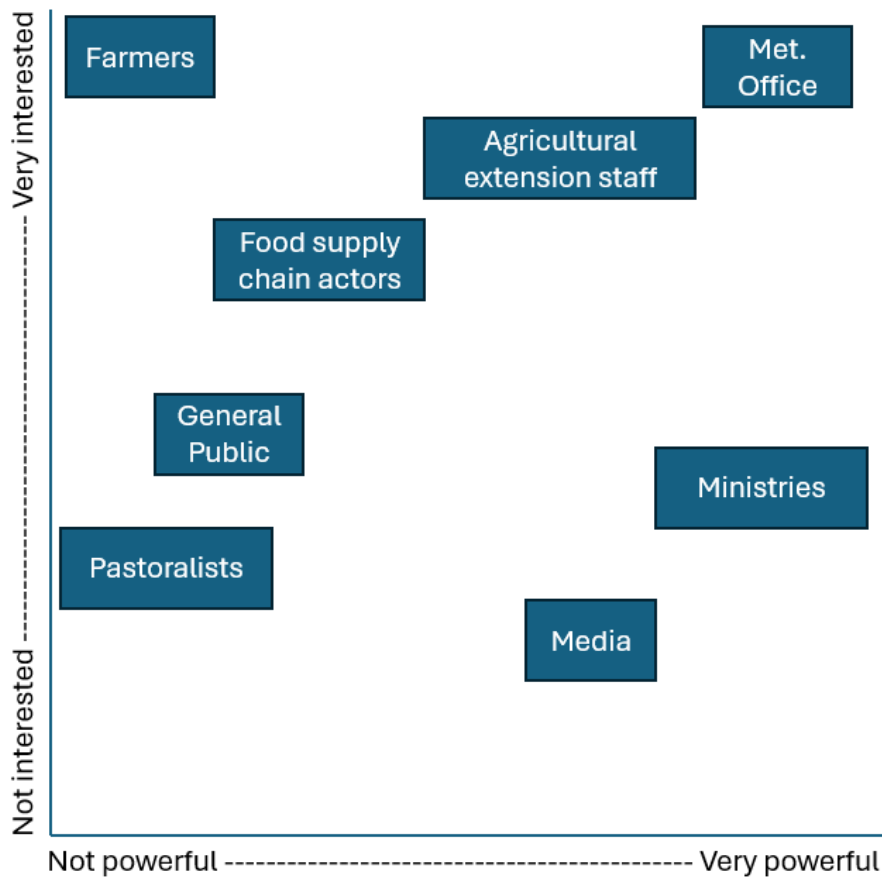 Very interested
Not interested
Farmers
Met.
Office
Agricultural
extension staff
Food supply
chain actors
General
Public
Ministries
Pastoralists
Media
Not powerful ---------------------------------------------- Very powerful